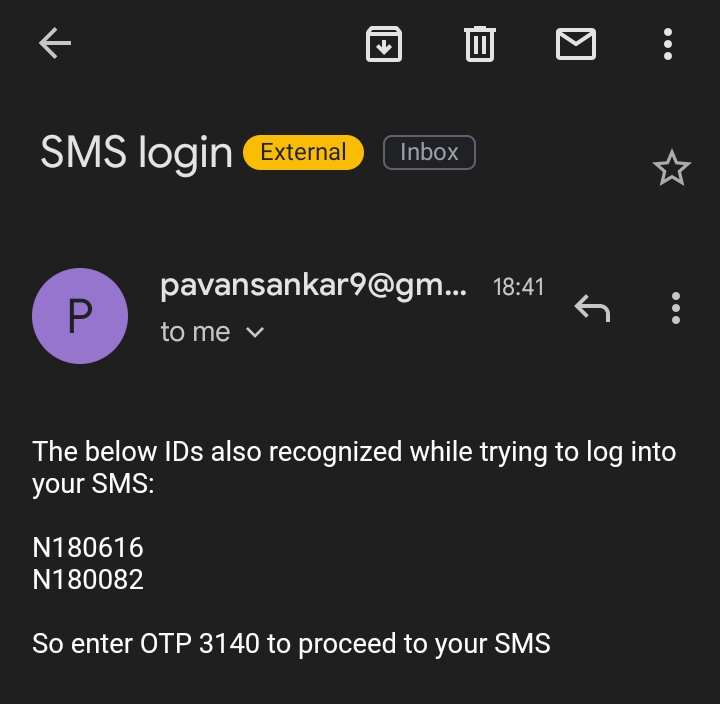 SMS login External Inbox
P
pavansankar9@gm... 18:41
to me
The below IDs also recognized while trying to log into
your SMS:
N180616
N180082
So enter OTP 3140 to proceed to your SMS